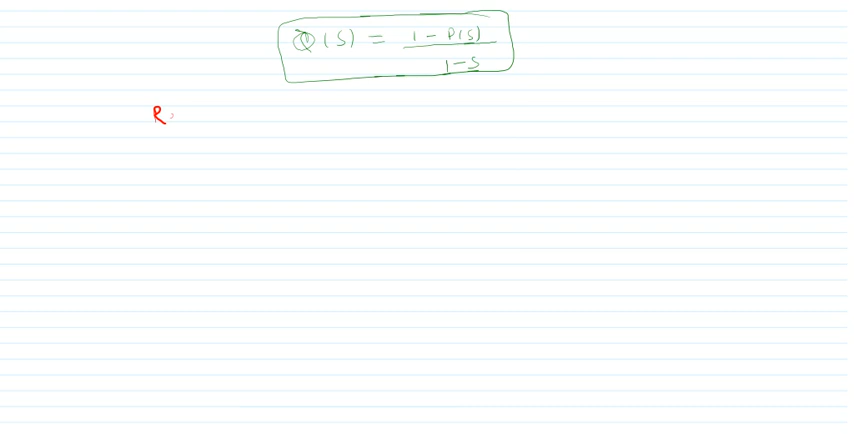 Φ(S) = (1 - P(S)) / (1 - S)
R